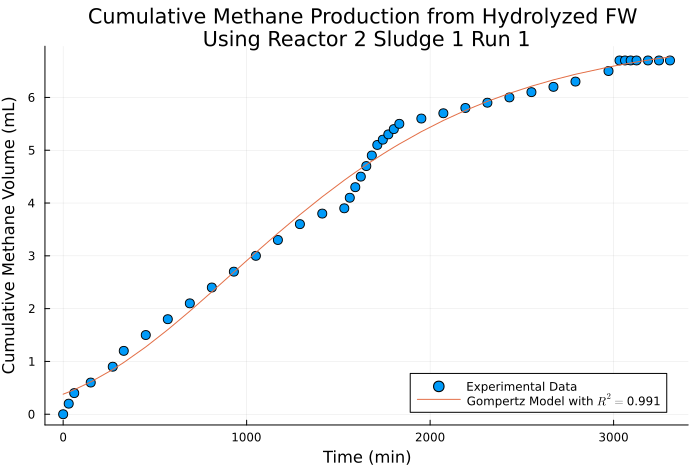 Cumulative Methane Production from Hydrolyzed FW
Using Reactor 2 Sludge 1 Run 1
Cumulative Methane Volume (mL)
6
5
4
3
2
1
0
Experimental Data
Gompertz Model with R² = 0.991
0 1000 2000 3000
Time (min)